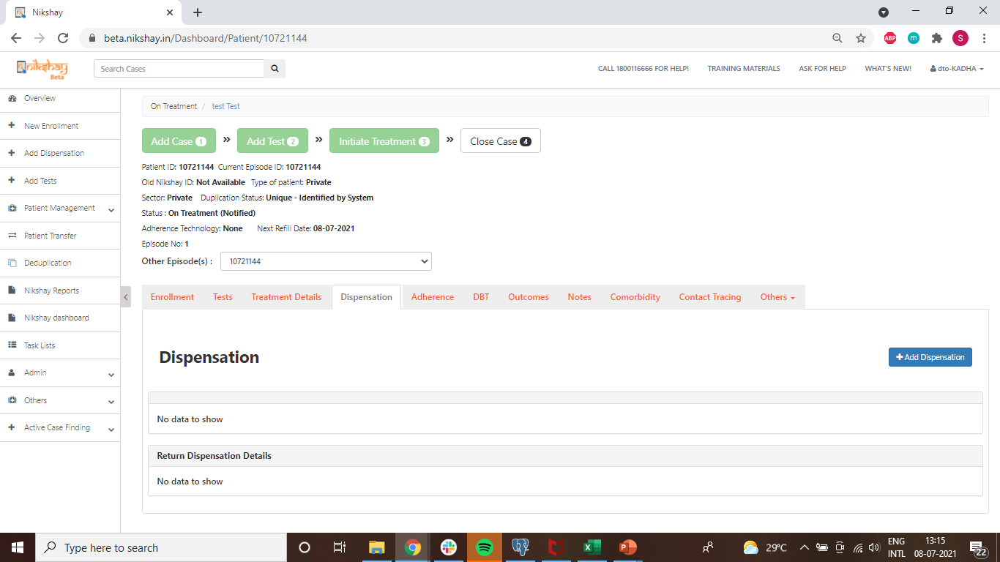 Nikshay
beta.nikshay.in/Dashboard/Patient/10721144
ABP
m
S
nikshay
Beta
Search Cases
CALL 1800116666 FOR HELP!
TRAINING MATERIALS
ASK FOR HELP
WHAT'S NEW!
dto-KADHA
Overview
New Enrollment
Add Dispensation
Add Tests
Patient Management
Patient Transfer
Deduplication
Nikshay Reports
Nikshay dashboard
Task Lists
Admin
Others
Active Case Finding
On Treatment / test Test
Add Case 1 » Add Test 2 » Initiate Treatment 3 » Close Case 4
Patient ID: 10721144 Current Episode ID: 10721144
Old Nikshay ID: Not Available Type of patient: Private
Sector: Private Duplication Status: Unique - Identified by System
Status : On Treatment (Notified)
Adherence Technology: None Next Refill Date: 08-07-2021
Episode No: 1
Other Episode(s) : 10721144
Enrollment Tests Treatment Details Dispensation Adherence DBT Outcomes Notes Comorbidity Contact Tracing Others
Dispensation
+ Add Dispensation
No data to show
Return Dispensation Details
No data to show
Type here to search
29°C
ENG
INTL
13:15
08-07-2021
22